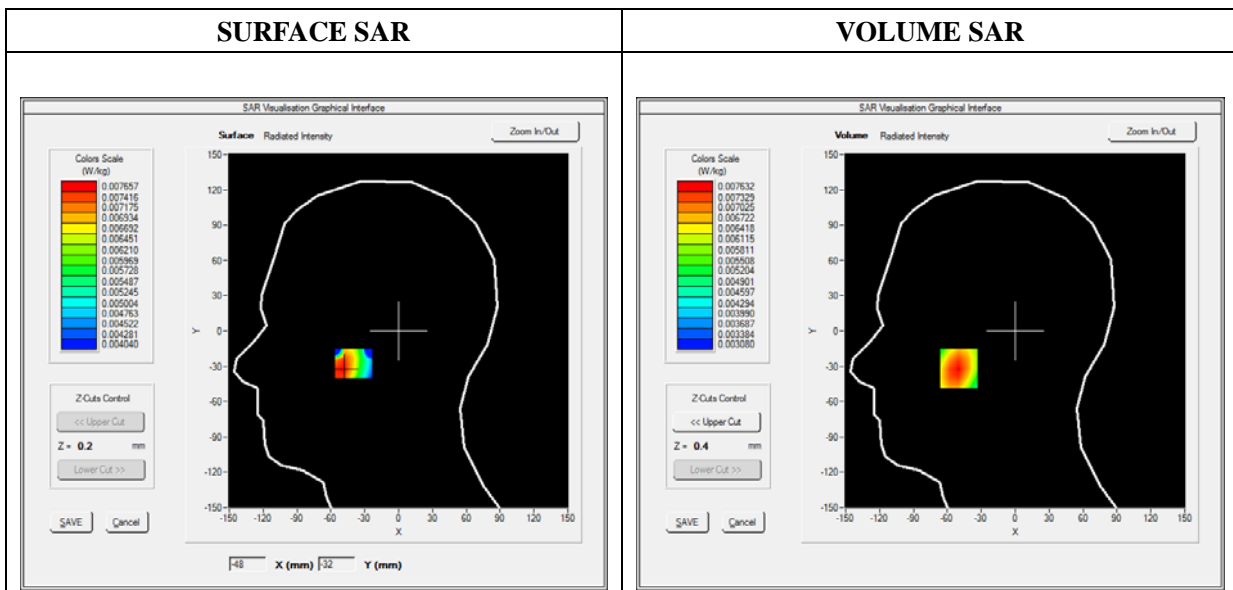 SURFACE SAR
VOLUME SAR
SAR Visualisation Graphical Interface
Surface Radiated Intensity
Zoom In/Out
Colors Scale
(W/kg)
0.007657
0.007416
0.007175
0.006934
0.006692
0.006451
0.006210
0.005969
0.005728
0.005487
0.005245
0.005004
0.004763
0.004522
0.004281
0.004040
Z-Cuts Control
<< Upper Cut
Z = 0.2 mm
Lower Cut >>
SAVE Cancel
150
120
90
60
30
0
-30
-60
-90
-120
-150
Y
-150 -120 -90 -60 -30 0 30 60 90 120 150
X
-48 X (mm) -32 Y (mm)
SAR Visualisation Graphical Interface
Volume Radiated Intensity
Zoom In/Out
Colors Scale
(W/kg)
0.007632
0.007329
0.007025
0.006722
0.006418
0.006115
0.005811
0.005508
0.005204
0.004901
0.004597
0.004294
0.003990
0.003687
0.003384
0.003080
Z-Cuts Control
<< Upper Cut
Z = 0.4 mm
Lower Cut >>
SAVE Cancel
150
120
90
60
30
0
-30
-60
-90
-120
-150
Y
-150 -120 -90 -60 -30 0 30 60 90 120 150
X